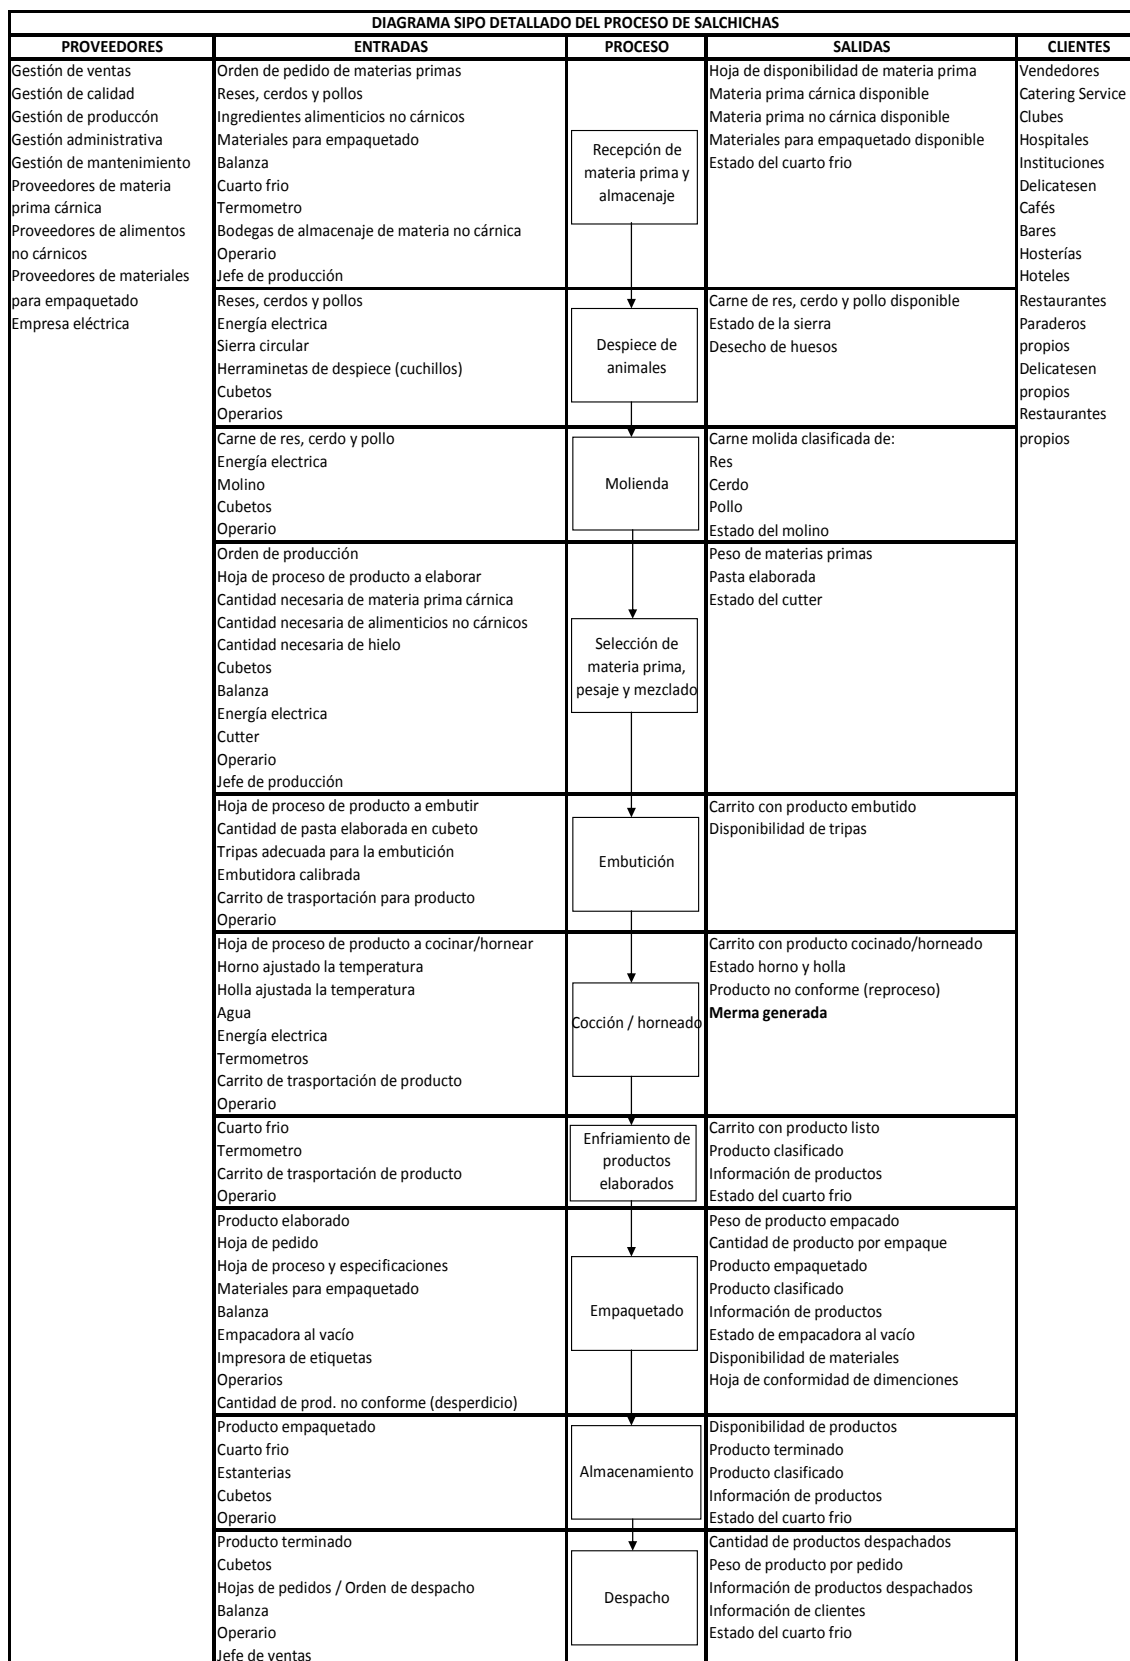 DIAGRAMA SIPO DETALLADO DEL PROCESO DE SALCHICHAS
PROVEEDORES
ENTRADAS
PROCESO
SALIDAS
CLIENTES
Gestión de ventas
Gestión de calidad
Gestión de produccón
Gestión administrativa
Gestión de mantenimiento
Proveedores de materia
prima cárnica
Proveedores de alimentos
no cárnicos
Proveedores de materiales
para empaquetado
Empresa eléctrica
Orden de pedido de materias primas
Reses, cerdos y pollos
Ingredientes alimenticios no cárnicos
Materiales para empaquetado
Balanza
Cuarto frio
Termometro
Bodegas de almacenaje de materia no cárnica
Operario
Jefe de producción
Recepción de
materia prima y
almacenaje
Hoja de disponibilidad de materia prima
Materia prima cárnica disponible
Materia prima no cárnica disponible
Materiales para empaquetado disponible
Estado del cuarto frio
Vendedores
Catering Service
Clubes
Hospitales
Instituciones
Delicatesen
Cafés
Bares
Hosterías
Hoteles
Restaurantes
Paraderos
propios
Delicatesen
propios
Restaurantes
propios
Reses, cerdos y pollos
Energía electrica
Sierra circular
Herraminetas de despiece (cuchillos)
Cubetos
Operarios
Despiece de
animales
Carne de res, cerdo y pollo disponible
Estado de la sierra
Desecho de huesos
Carne de res, cerdo y pollo
Energía electrica
Molino
Cubetos
Operario
Molienda
Carne molida clasificada de:
Res
Cerdo
Pollo
Estado del molino
Orden de producción
Hoja de proceso de producto a elaborar
Cantidad necesaria de materia prima cárnica
Cantidad necesaria de alimenticios no cárnicos
Cantidad necesaria de hielo
Cubetos
Balanza
Energía electrica
Cutter
Operario
Jefe de producción
Selección de
materia prima,
pesaje y mezclado
Peso de materias primas
Pasta elaborada
Estado del cutter
Hoja de proceso de producto a embutir
Cantidad de pasta elaborada en cubeto
Tripas adecuada para la embutición
Embutidora calibrada
Carrito de trasportación para producto
Operario
Embutición
Carrito con producto embutido
Disponibilidad de tripas
Hoja de proceso de producto a cocinar/hornear
Horno ajustado la temperatura
Holla ajustada la temperatura
Agua
Energía electrica
Termometros
Carrito de trasportación de producto
Operario
Cocción / horneado
Carrito con producto cocinado/horneado
Estado horno y holla
Producto no conforme (reproceso)
Merma generada
Cuarto frio
Termometro
Carrito de trasportación de producto
Operario
Enfriamiento de
productos
elaborados
Carrito con producto listo
Producto clasificado
Información de productos
Estado del cuarto frio
Producto elaborado
Hoja de pedido
Hoja de proceso y especificaciones
Materiales para empaquetado
Balanza
Empacadora al vacío
Impresora de etiquetas
Operarios
Cantidad de prod. no conforme (desperdicio)
Empaquetado
Peso de producto empacado
Cantidad de producto por empaque
Producto empaquetado
Producto clasificado
Información de productos
Estado de empacadora al vacío
Disponibilidad de materiales
Hoja de conformidad de dimenciones
Producto empaquetado
Cuarto frio
Estanterias
Cubetos
Operario
Almacenamiento
Disponibilidad de productos
Producto terminado
Producto clasificado
Información de productos
Estado del cuarto frio
Producto terminado
Cubetos
Hojas de pedidos / Orden de despacho
Balanza
Operario
Jefe de ventas
Despacho
Cantidad de productos despachados
Peso de producto por pedido
Información de productos despachados
Información de clientes
Estado del cuarto frio